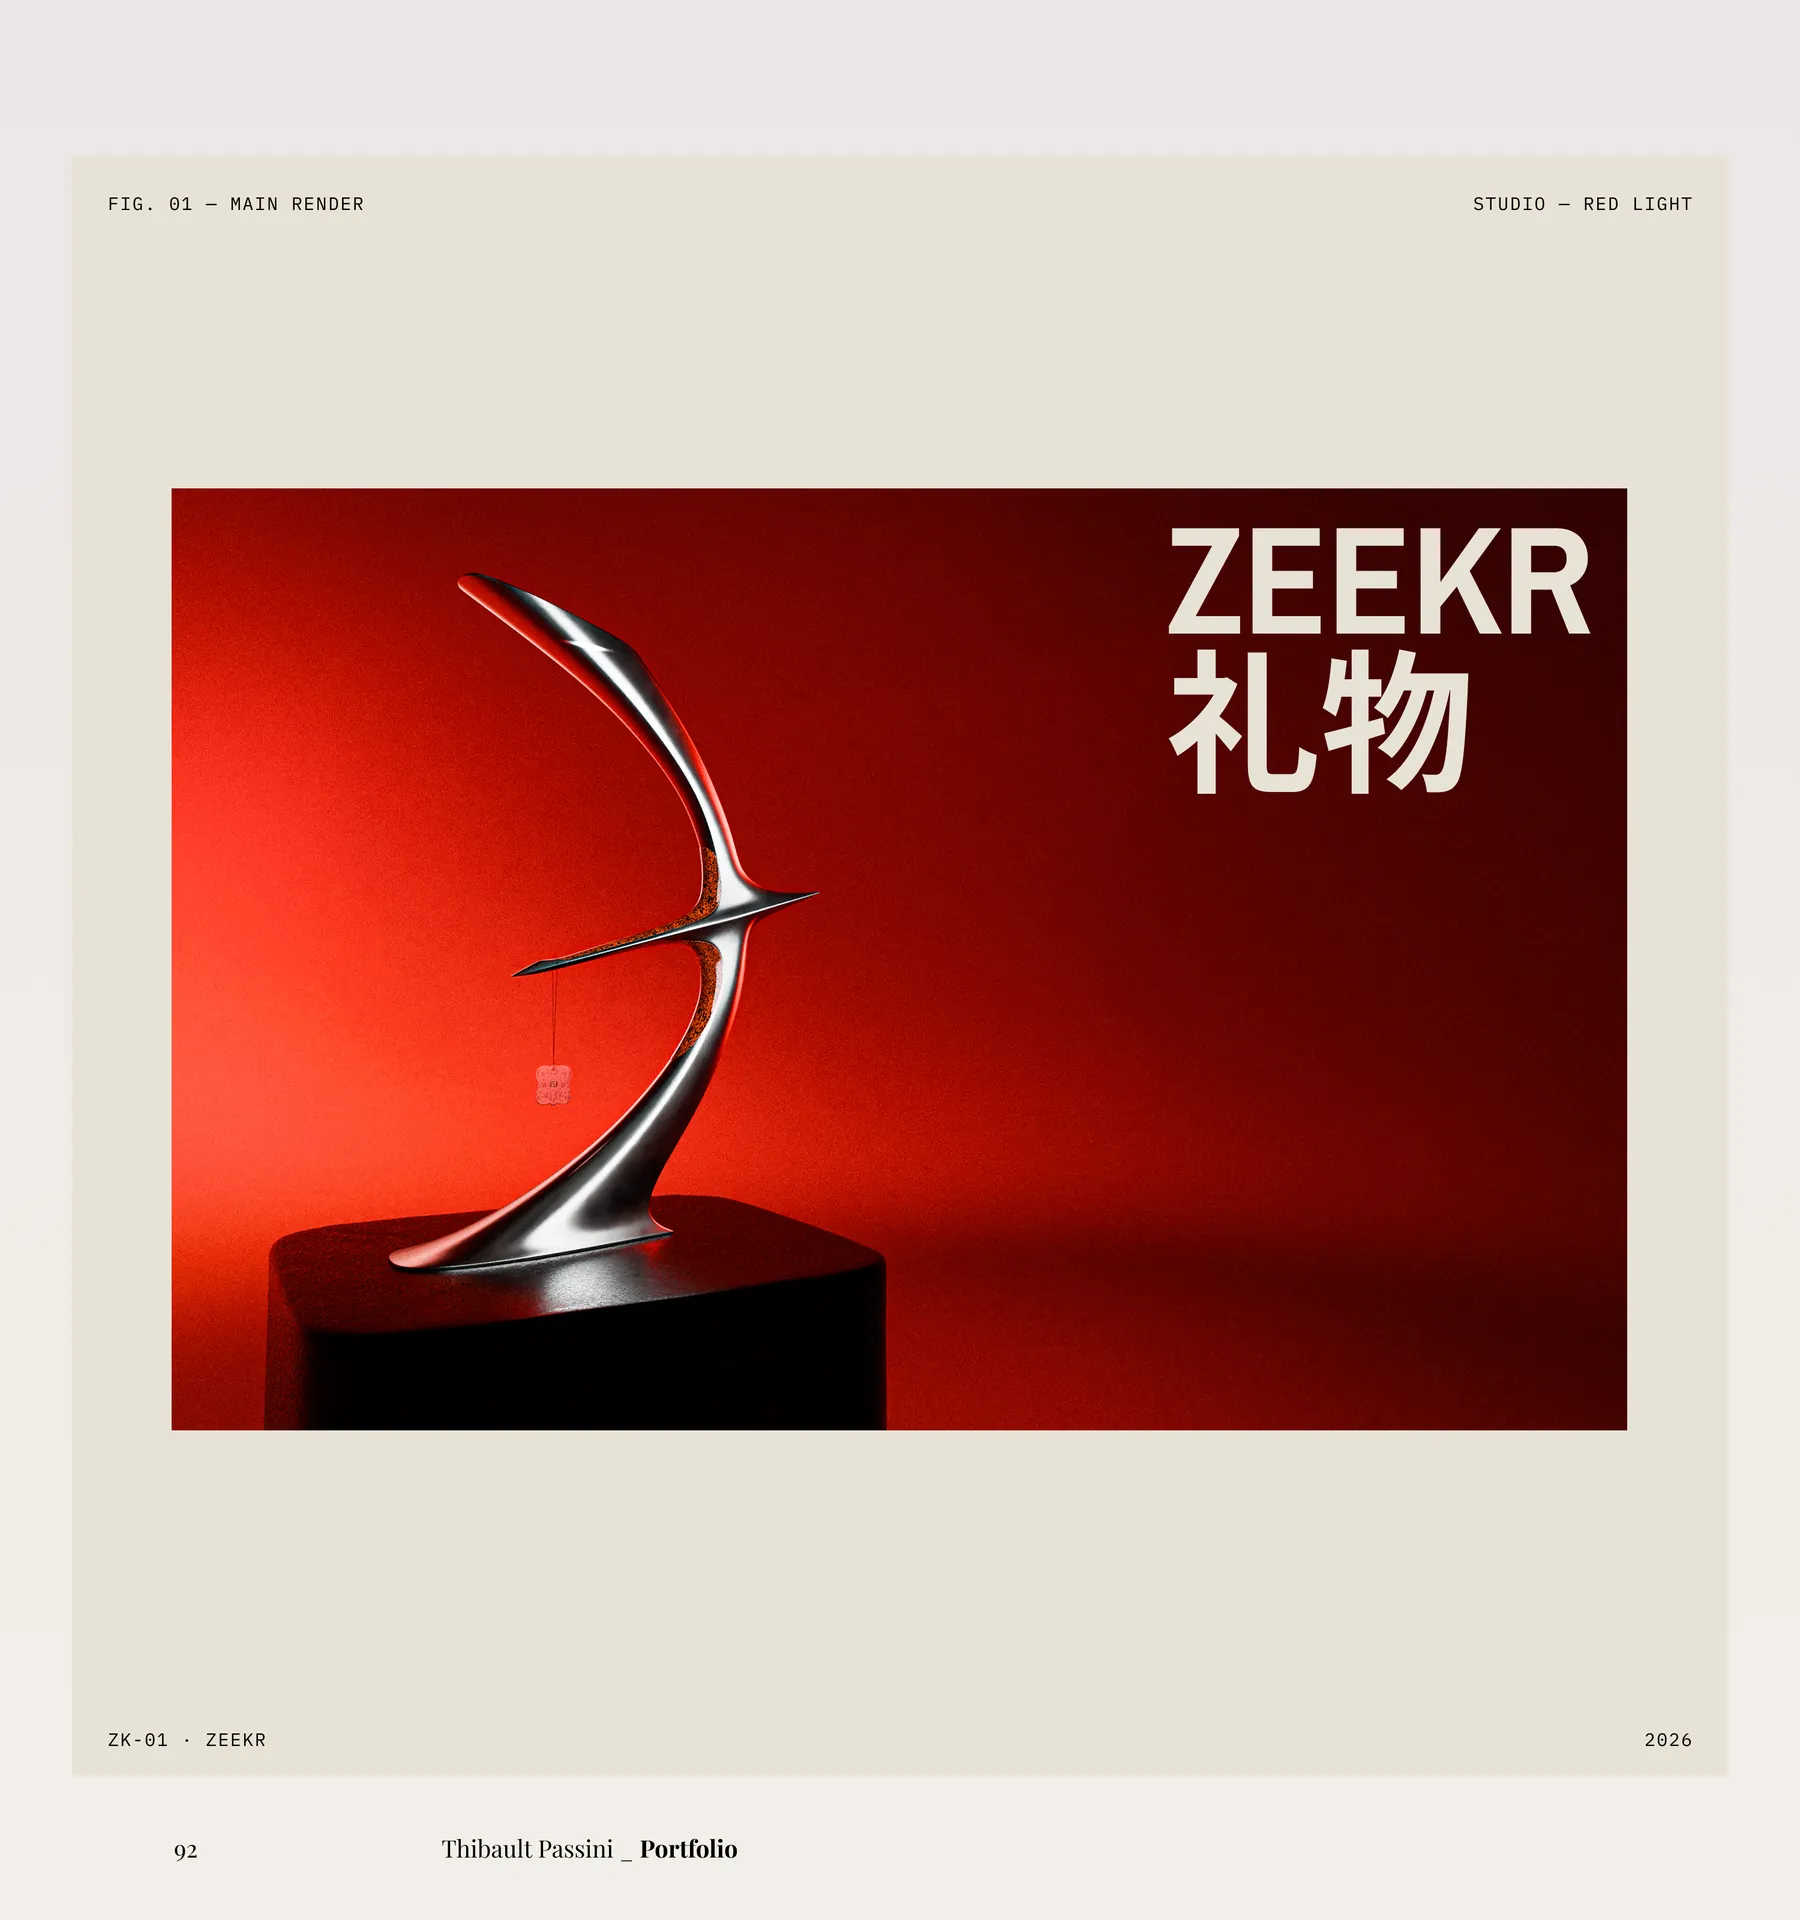 FIG. 01 — MAIN RENDER
STUDIO — RED LIGHT
ZEEKR
礼物
ZK-01 · ZEEKR
2026
92
Thibault Passini _ Portfolio